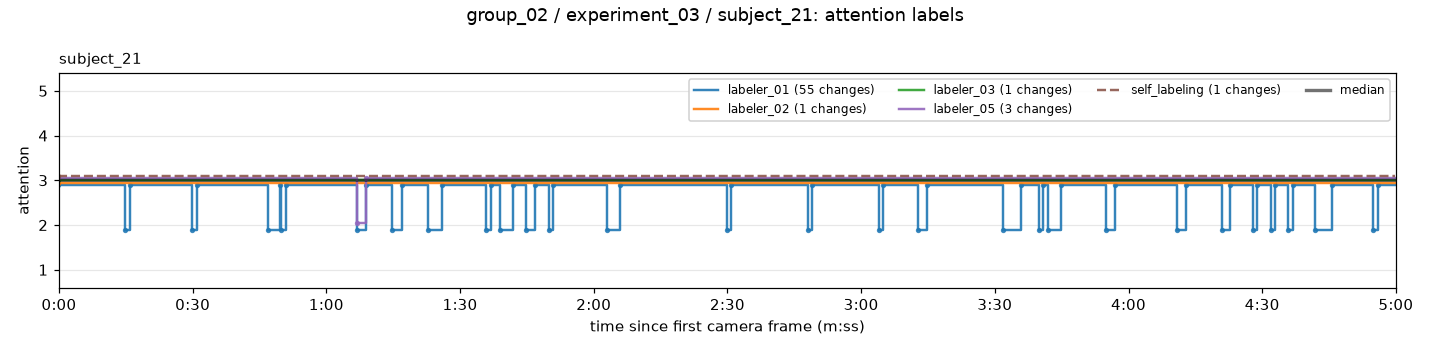 group_02 / experiment_03 / subject_21: attention labels
subject_21
labeler_01 (55 changes)
labeler_02 (1 changes)
labeler_03 (1 changes)
labeler_05 (3 changes)
self_labeling (1 changes)
median
attention
5
4
3
2
1
0:00 0:30 1:00 1:30 2:00 2:30 3:00 3:30 4:00 4:30 5:00
time since first camera frame (m:ss)